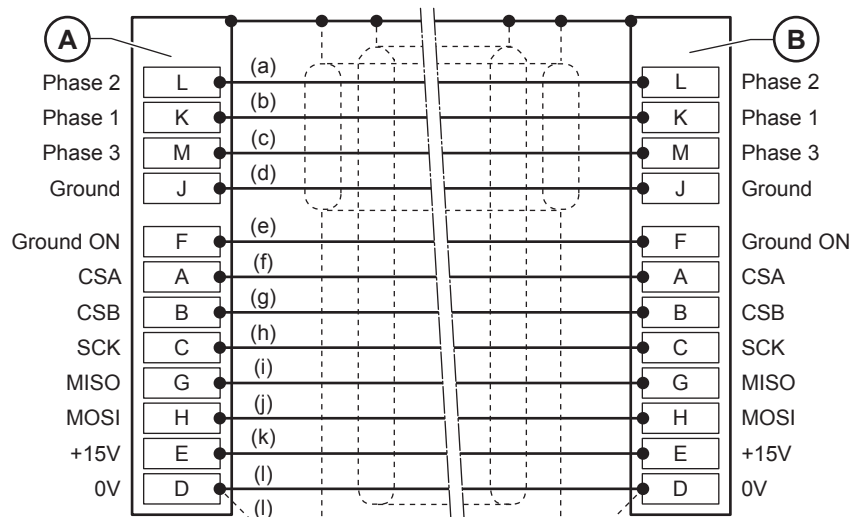 A B
Phase 2 L (a) L Phase 2
Phase 1 K (b) K Phase 1
Phase 3 M (c) M Phase 3
Ground J (d) J Ground
Ground ON F (e) F Ground ON
CSA A (f) A CSA
CSB B (g) B CSB
SCK C (h) C SCK
MISO G (i) G MISO
MOSI H (j) H MOSI
+15V E (k) E +15V
0V D (l) D 0V
(l)